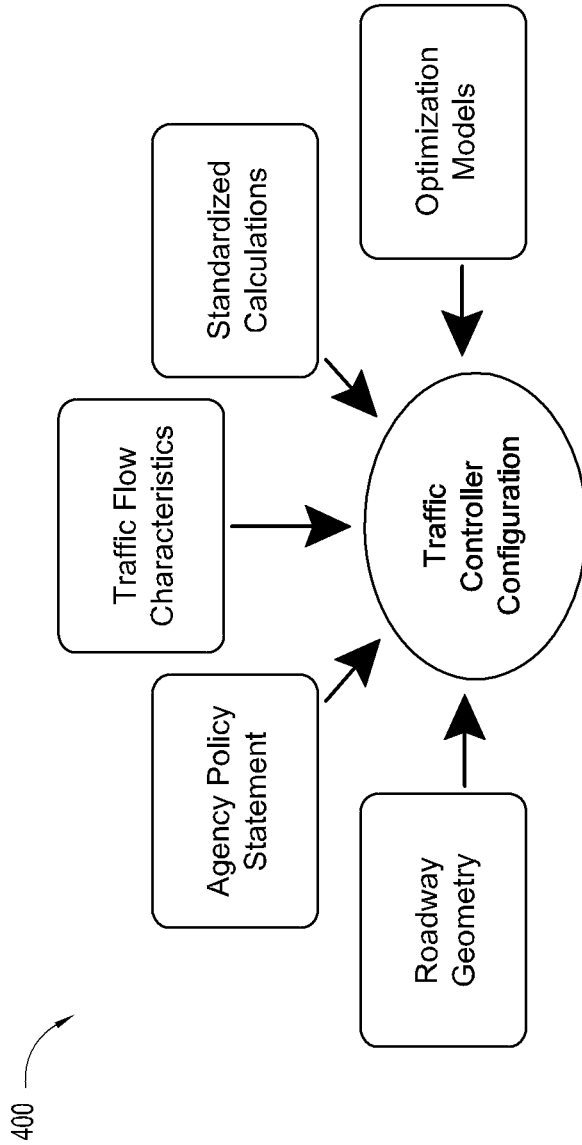 400
Roadway
Geometry
Agency Policy
Statement
Traffic Flow
Characteristics
Standardized
Calculations
Optimization
Models
Traffic
Controller
Configuration